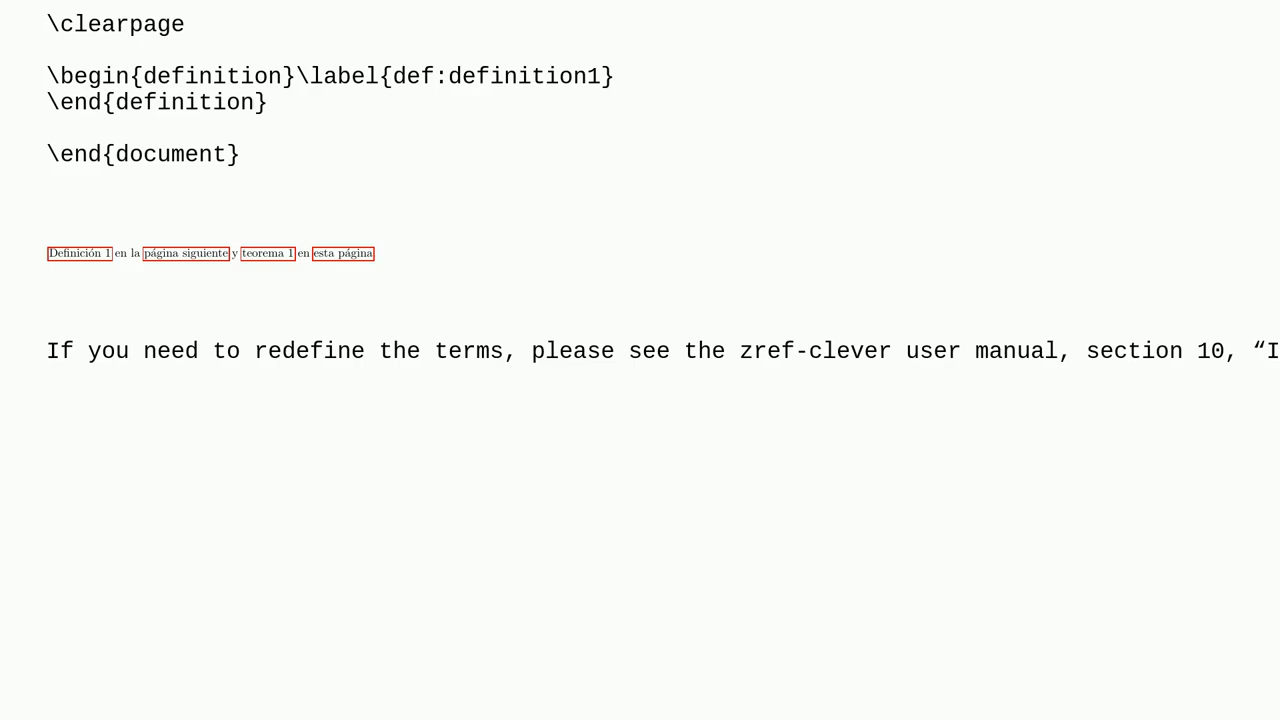 \clearpage
\begin{definition}\label{def:definition1}
\end{definition}
\end{document}
Definición 1 en la página siguiente y teorema 1 en esta página
If you need to redefine the terms, please see the zref-clever user manual, section 10, “I